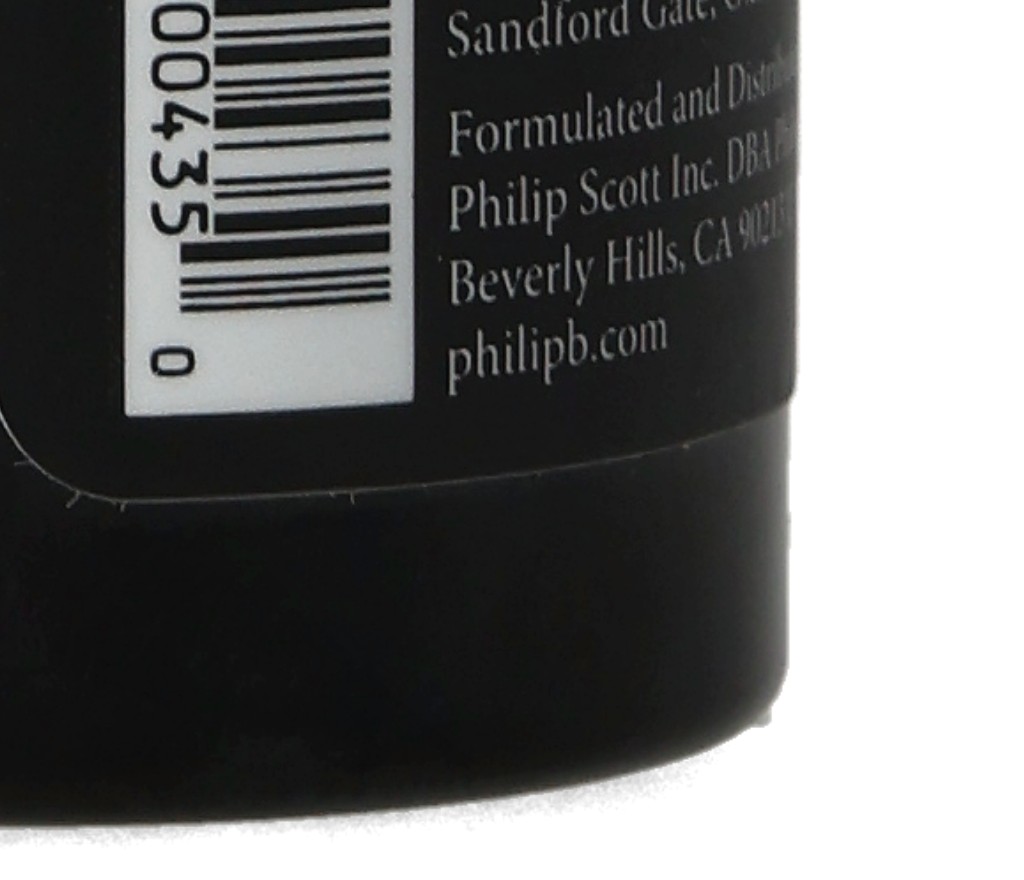 00435
0
Sandford Gate,
Formulated and
Philip Scott Inc. DBA
Beverly Hills, CA
philipb.com